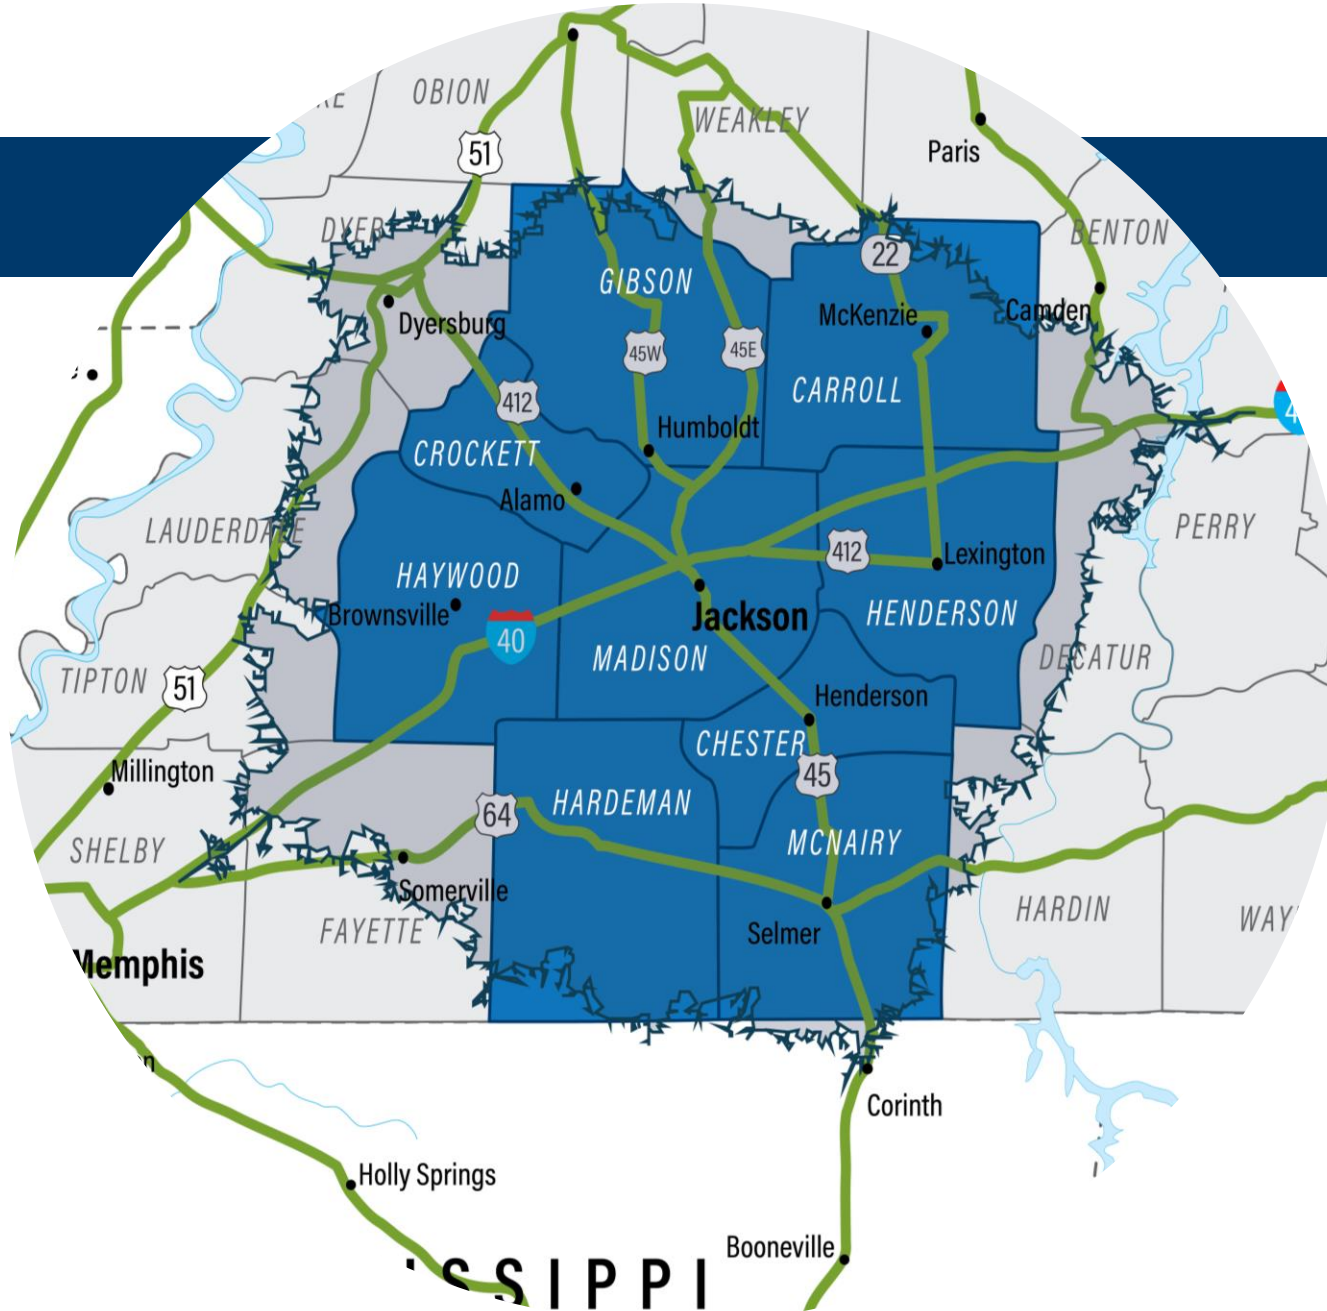 OBION
WEAKLEY
51
Paris
DYER
BENTON
22
GIBSON
McKenzie
Camden
Dyersburg
45W
45E
CARROLL
412
Humboldt
CROCKETT
Alamo
LAUDERDALE
PERRY
412
Lexington
HAYWOOD
Brownsville
40
Jackson
HENDERSON
MADISON
DECATUR
TIPTON
51
Henderson
CHESTER
Millington
45
64
HARDEMAN
SHELBY
MCNAIRY
Somerville
HARDIN
FAYETTE
Selmer
Memphis
Corinth
Holly Springs
Booneville